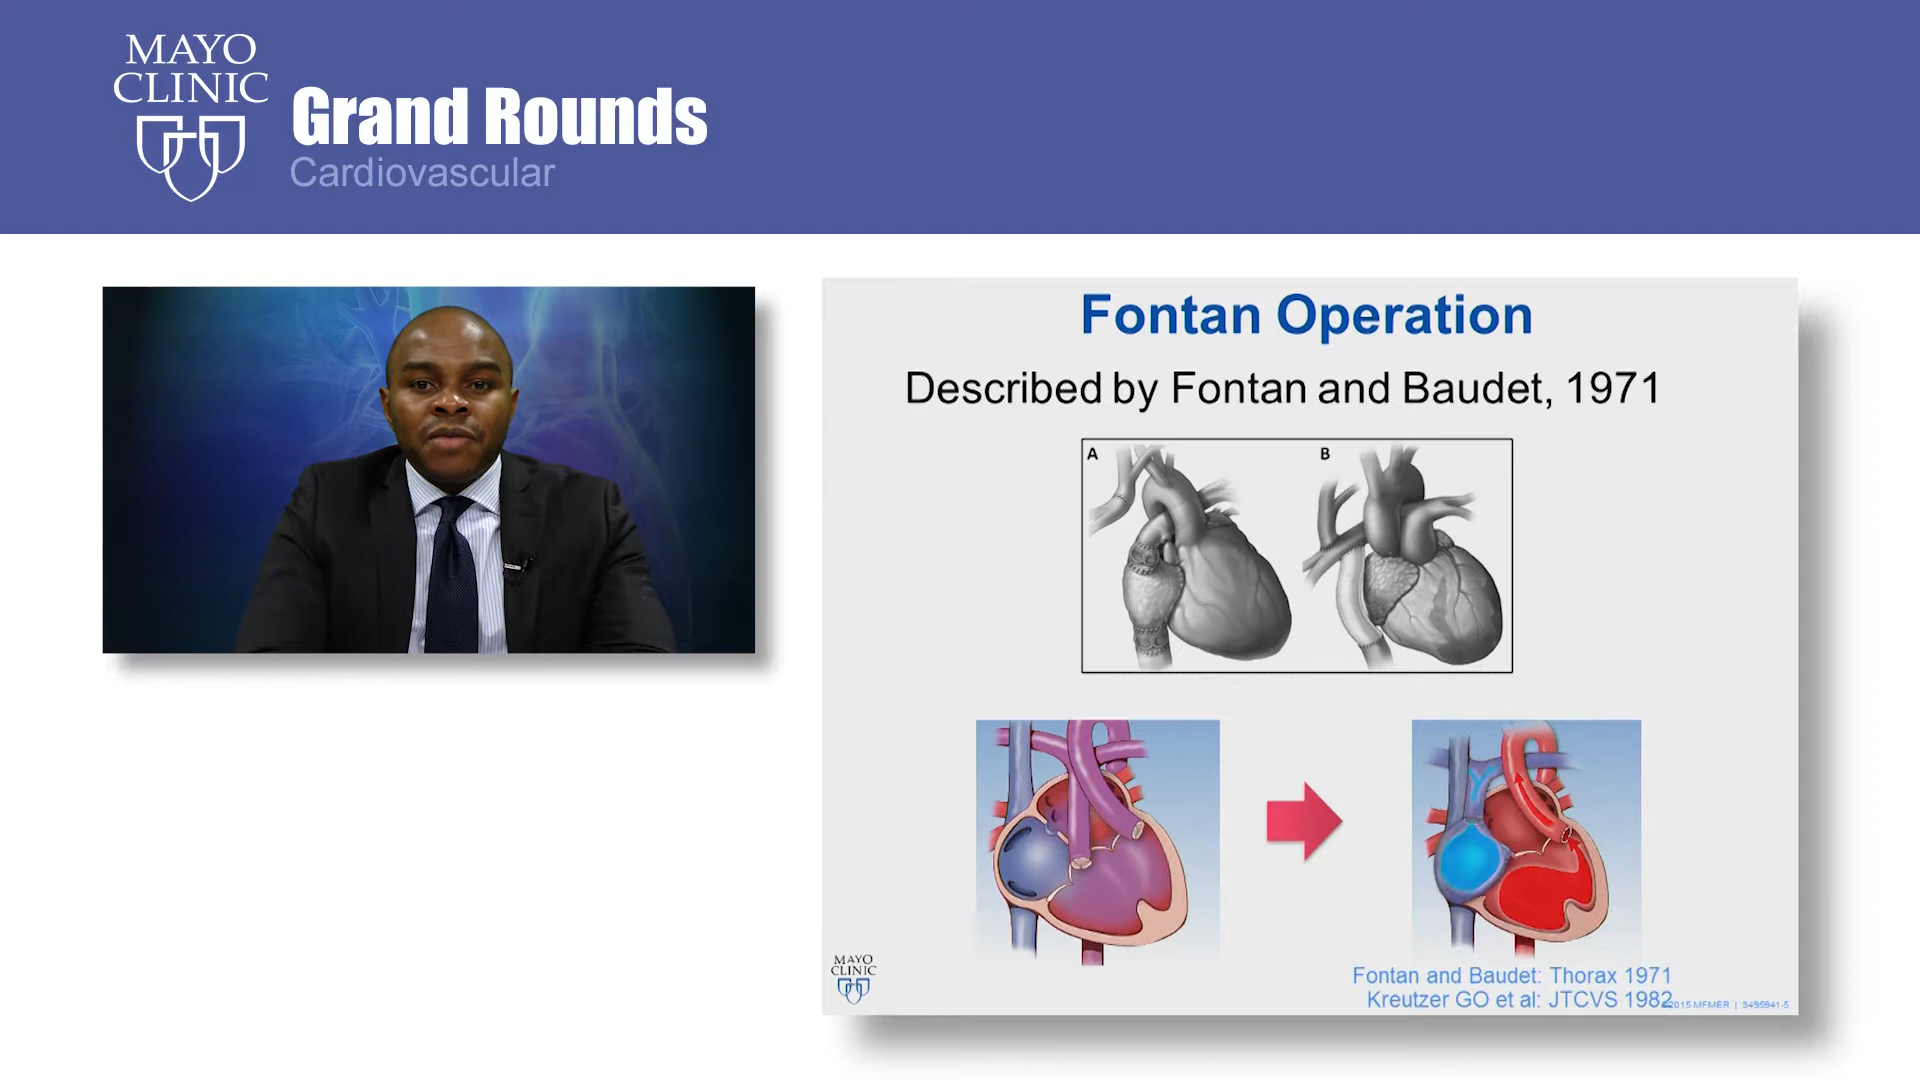 MAYO
CLINIC
Grand Rounds
Cardiovascular
Fontan Operation
Described by Fontan and Baudet, 1971
A
B
MAYO
CLINIC
Fontan and Baudet: Thorax 1971
Kreutzer GO et al: JTCVS 1982
©2015 MFMER | 3495941-5